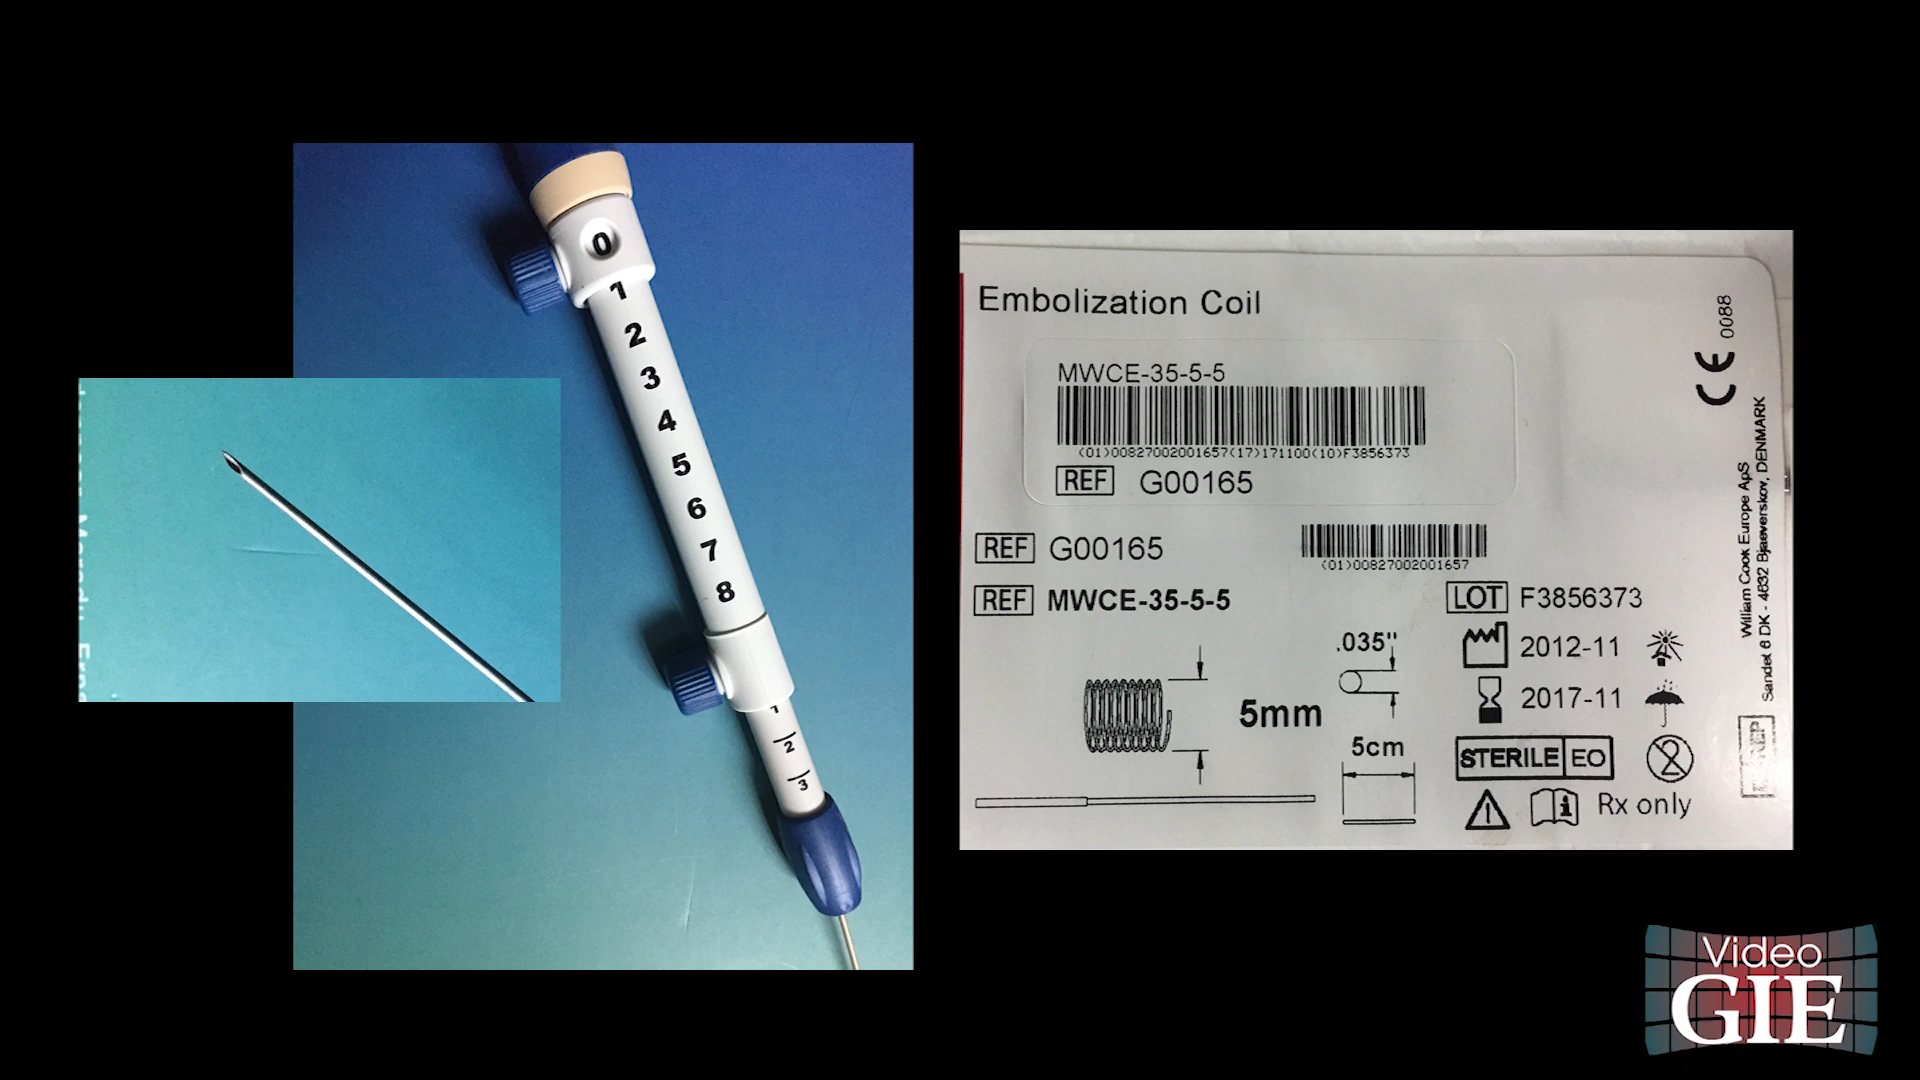 0
1
2
3
4
5
6
7
8
1
2
3
Embolization Coil
MWCE-35-5-5
(01)00827002001657(17)171100(10)F3856373
REF G00165
REF G00165
(01)00827002001657
REF MWCE-35-5-5
LOT F3856373
.035"
2012-11
5mm
2017-11
5cm
STERILE EO
2
Rx only
CE 0088
William Cook Europe ApS
Sandet 6 DK - 4632 Bjaeverskov, DENMARK
Video
GIE